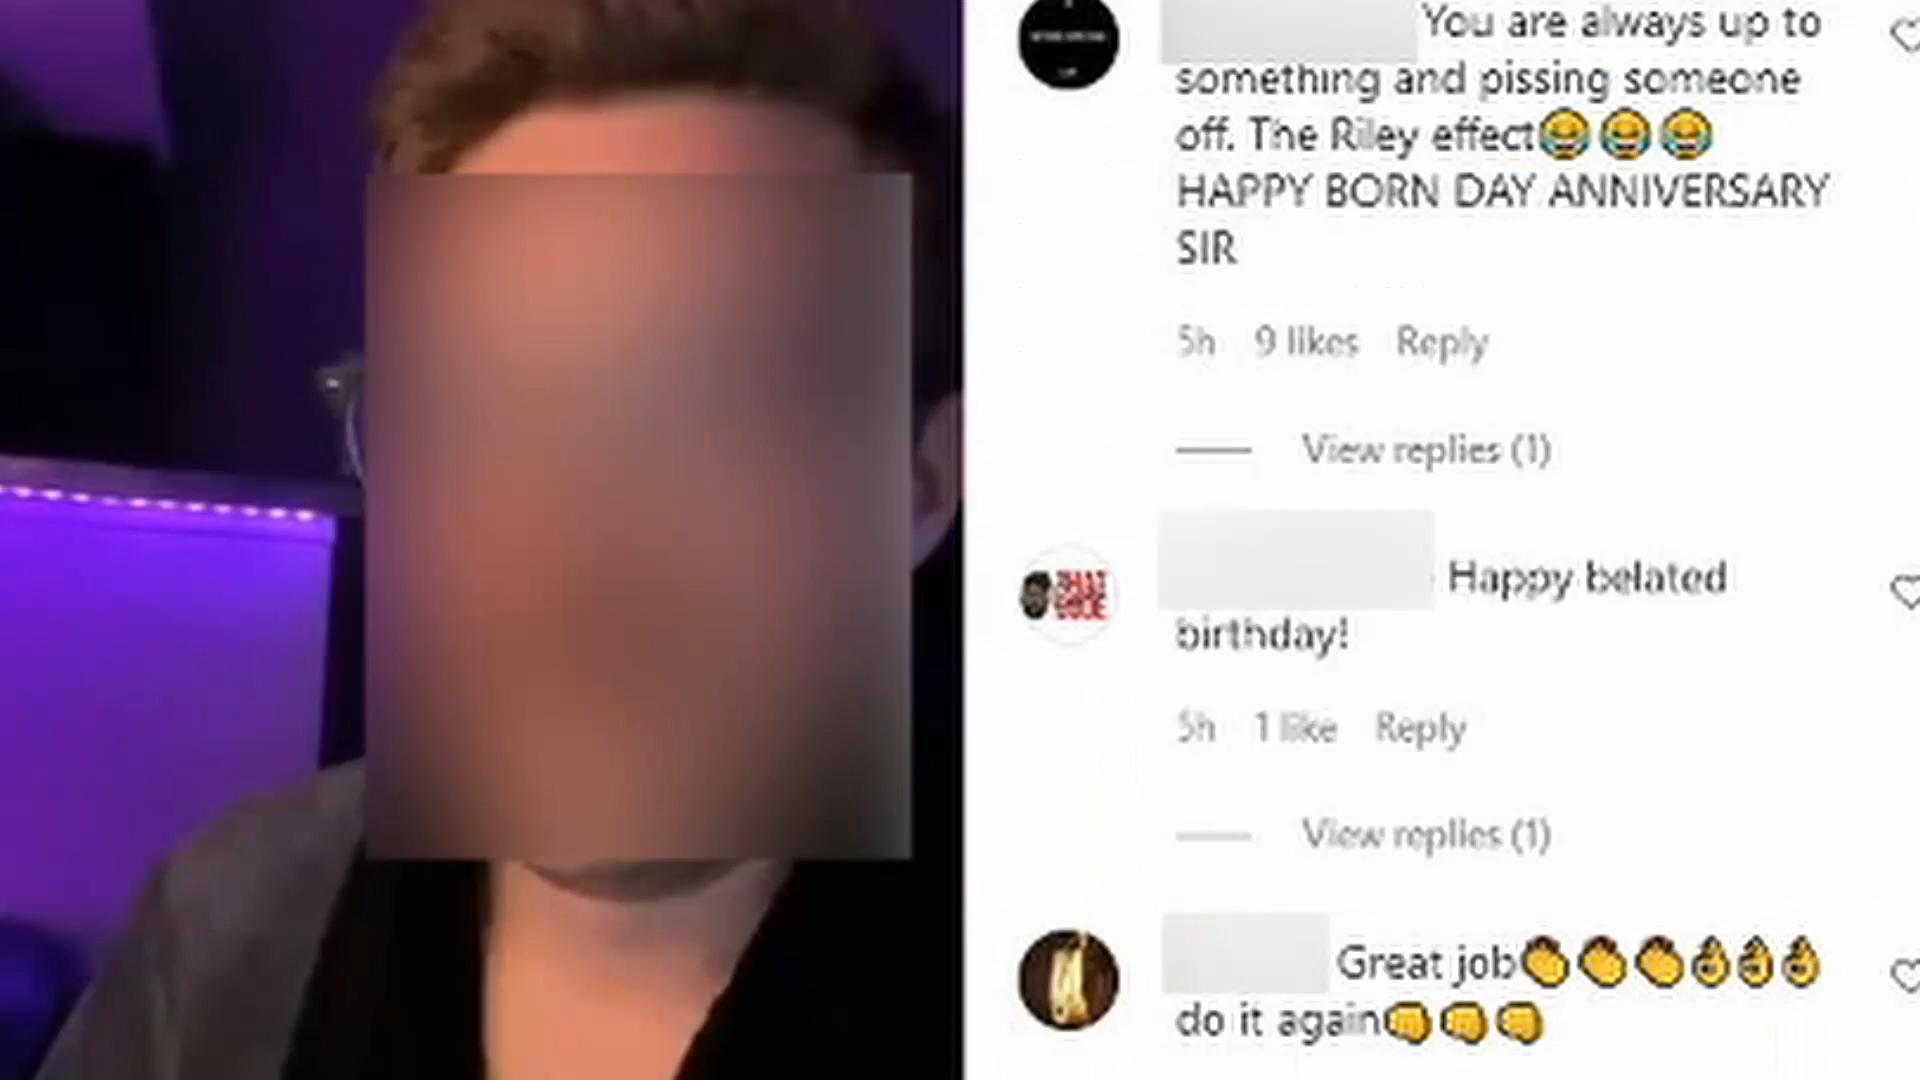 You are always up to
something and pissing someone
off. The Riley effect😂😂😂
HAPPY BORN DAY ANNIVERSARY
SIR
5h 9 likes Reply
View replies (1)
Happy belated
birthday!
5h 1 like Reply
View replies (1)
Great job👏👏👏👌👌👌
do it again👊👊👊